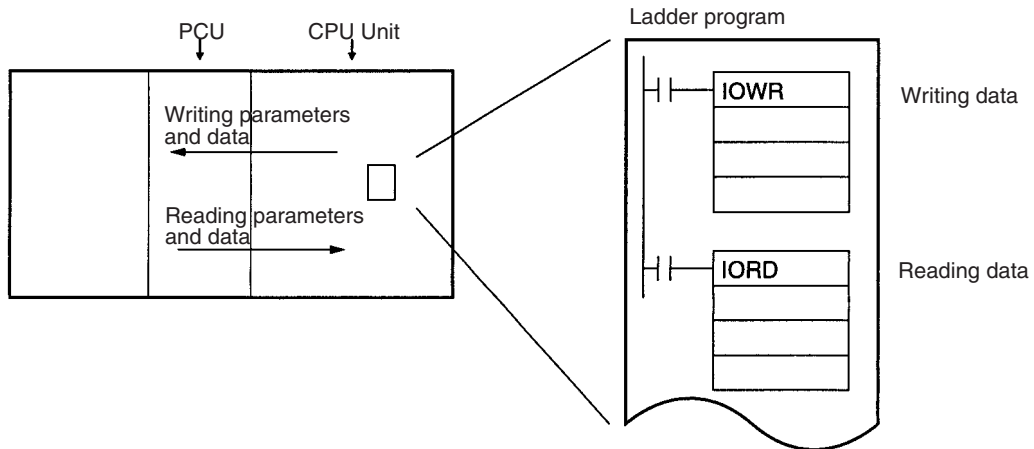 Ladder program
PCU
CPU Unit
IOWR
Writing data
Writing parameters
and data
Reading parameters
and data
IORD
Reading data